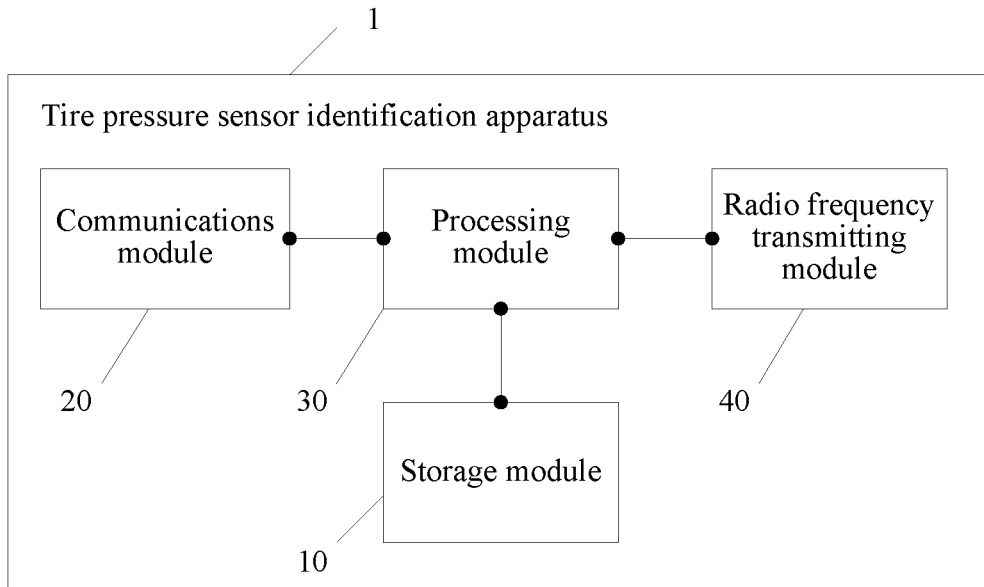 1
Tire pressure sensor identification apparatus
Communications
module
Processing
module
Radio frequency
transmitting
module
20
30
40
Storage module
10